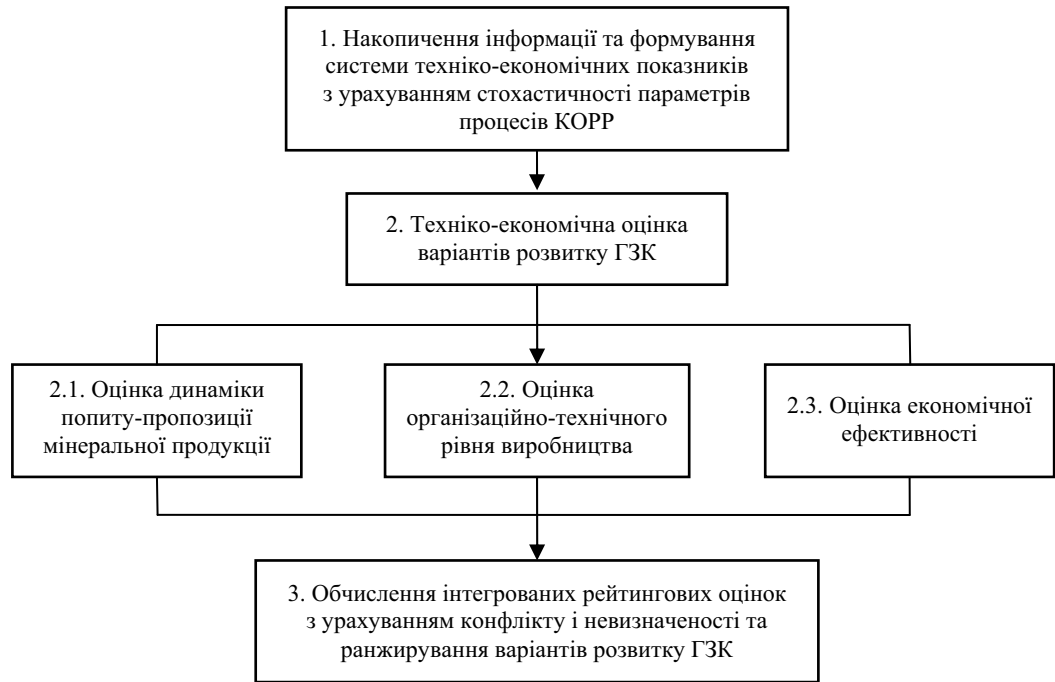 1. Накопичення інформації та формування
системи техніко-економічних показників
з урахуванням стохастичності параметрів
процесів КОРР
2. Техніко-економічна оцінка
варіантів розвитку ГЗК
2.1. Оцінка динаміки
попиту-пропозиції
мінеральної продукції
2.2. Оцінка
організаційно-технічного
рівня виробництва
2.3. Оцінка економічної
ефективності
3. Обчислення інтегрованих рейтингових оцінок
з урахуванням конфлікту і невизначеності та
ранжирування варіантів розвитку ГЗК